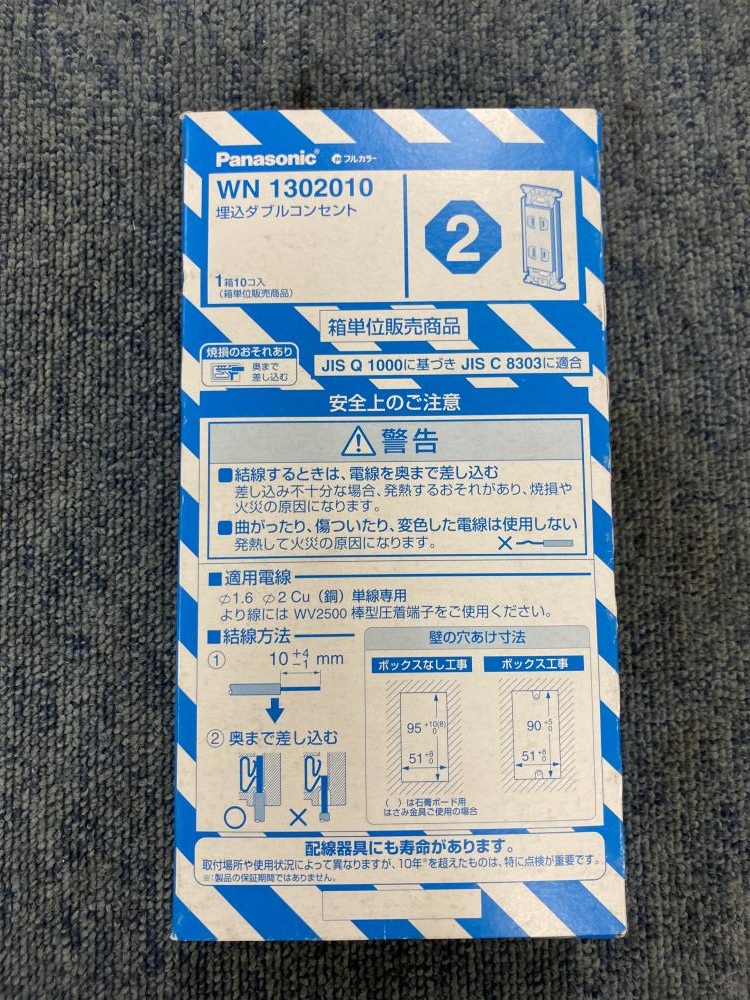 Panasonic® JW フルカラー
WN 1302010
埋込ダブルコンセント
1箱10コ入
(箱単位販売商品)
2
箱単位販売商品
焼損のおそれあり
奥まで
差し込む
JIS Q 1000に基づき JIS C 8303に適合
安全上のご注意
警告
■結線するときは、電線を奥まで差し込む
差し込み不十分な場合、発熱するおそれがあり、焼損や
火災の原因になります。
■曲がったり、傷ついたり、変色した電線は使用しない
発熱して火災の原因になります。
■適用電線
φ1.6 φ2 Cu(銅)単線専用
より線には WV2500 棒型圧着端子をご使用ください。
■結線方法
① 10 +4 -1 mm
② 奥まで差し込む
壁の穴あけ寸法
ボックスなし工事 ボックス工事
95 +10(8) 0 90 +5 0
51 +8 0 51 +8 0
( )は石膏ボード用
はさみ金具ご使用の場合
配線器具にも寿命があります。
取付場所や使用状況によって異なりますが、10年※を超えたものは、特に点検が重要です。
※:製品の保証期間ではありません。